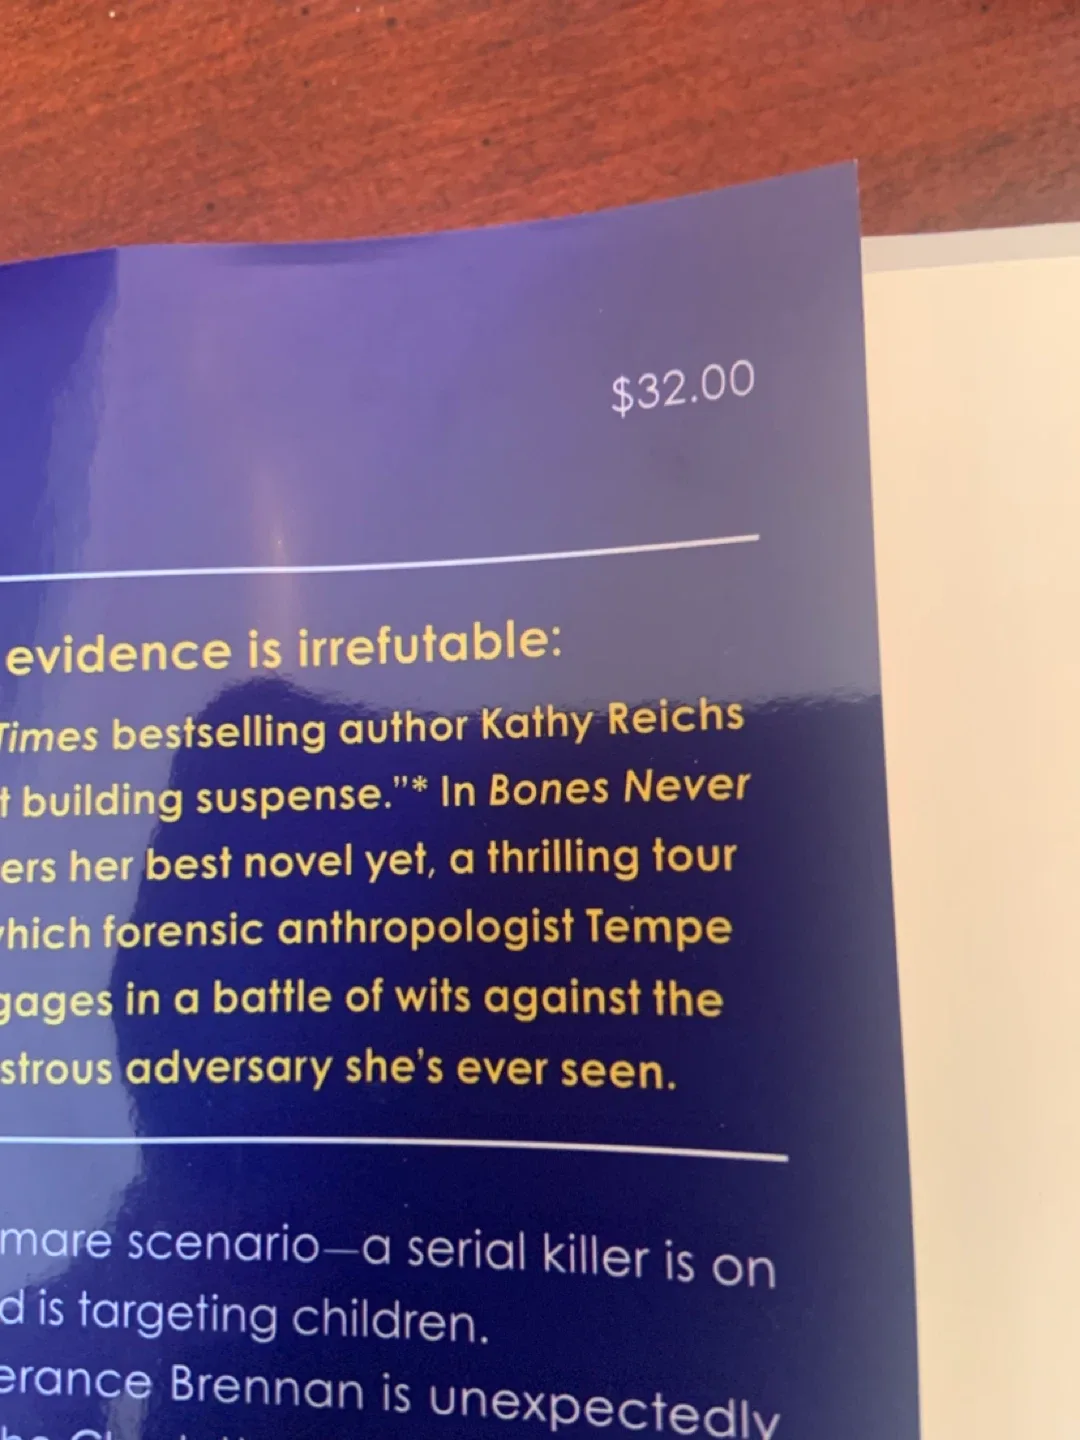 $32.00
evidence is irrefutable:
Times bestselling author Kathy Reichs
t building suspense."* In Bones Never
ers her best novel yet, a thrilling tour
which forensic anthropologist Tempe
gages in a battle of wits against the
strous adversary she's ever seen.
mare scenario—a serial killer is on
d is targeting children.
erance Brennan is unexpectedly